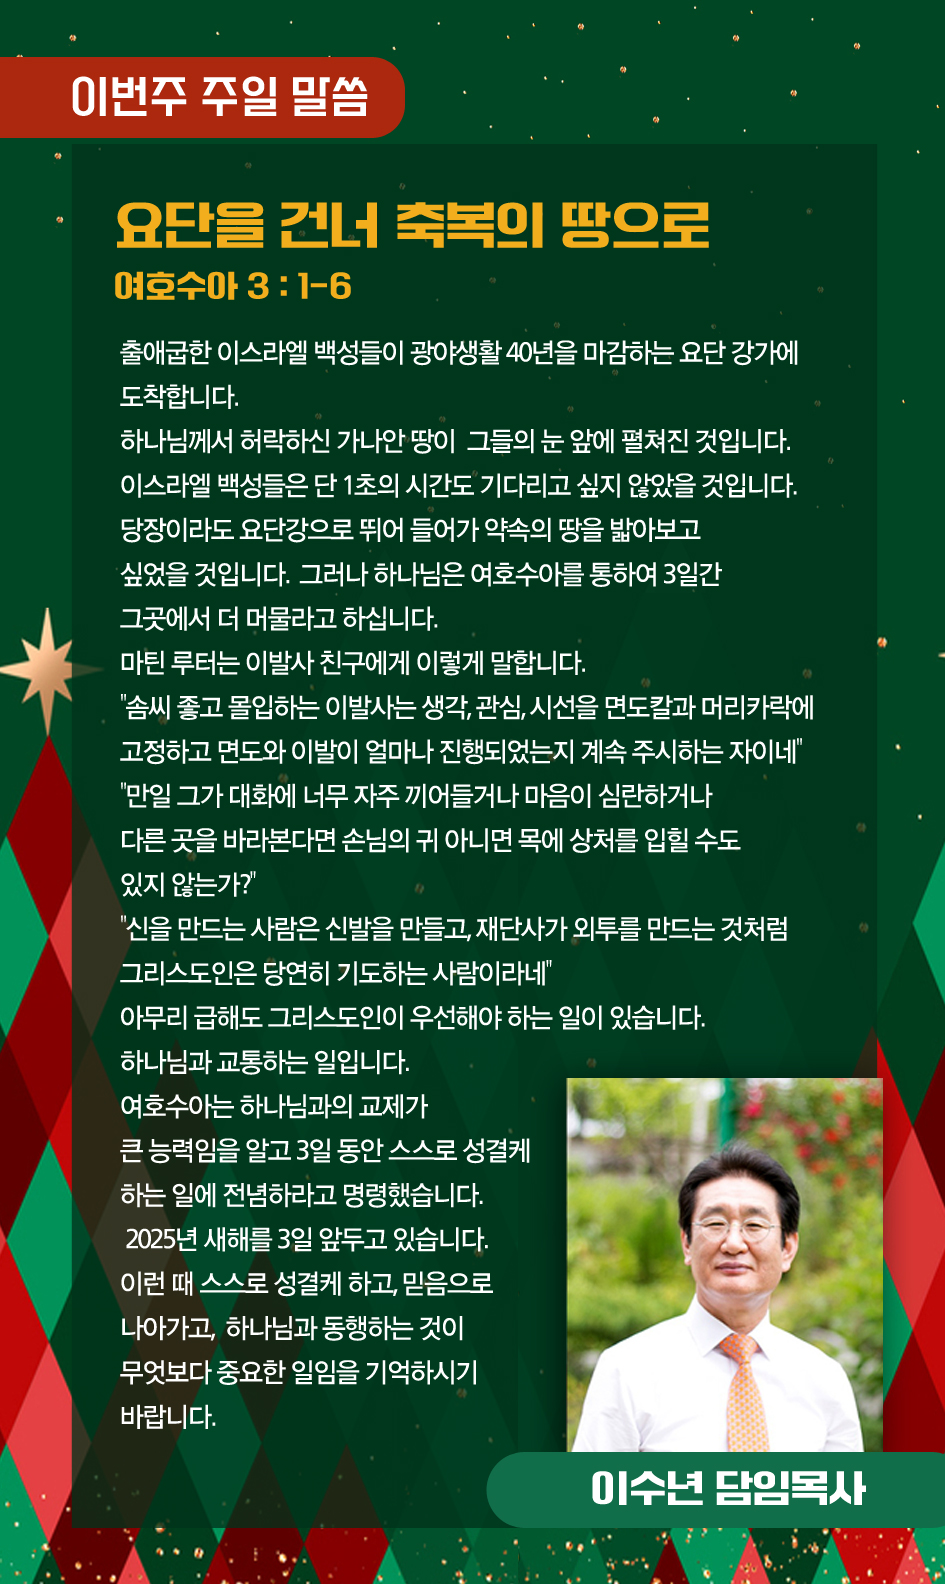 이번주 주일 말씀
요단을 건너 축복의 땅으로
여호수아 3 : 1-6
출애굽한 이스라엘 백성들이 광야생활 40년을 마감하는 요단 강가에
도착합니다.
하나님께서 허락하신 가나안 땅이 그들의 눈 앞에 펼쳐진 것입니다.
이스라엘 백성들은 단 1초의 시간도 기다리고 싶지 않았을 것입니다.
당장이라도 요단강으로 뛰어 들어가 약속의 땅을 밟아보고
싶었을 것입니다. 그러나 하나님은 여호수아를 통하여 3일간
그곳에서 더 머물라고 하십니다.
마틴 루터는 이발사 친구에게 이렇게 말합니다.
"솜씨 좋고 몰입하는 이발사는 생각, 관심, 시선을 면도칼과 머리카락에
고정하고 면도와 이발이 얼마나 진행되었는지 계속 주시하는 자이네"
"만일 그가 대화에 너무 자주 끼어들거나 마음이 심란하거나
다른 곳을 바라본다면 손님의 귀 아니면 목에 상처를 입힐 수도
있지 않는가?"
"신을 만드는 사람은 신발을 만들고, 재단사가 외투를 만드는 것처럼
그리스도인은 당연히 기도하는 사람이라네"
아무리 급해도 그리스도인이 우선해야 하는 일이 있습니다.
하나님과 교통하는 일입니다.
여호수아는 하나님과의 교제가
큰 능력임을 알고 3일 동안 스스로 성결케
하는 일에 전념하라고 명령했습니다.
2025년 새해를 3일 앞두고 있습니다.
이런 때 스스로 성결케 하고, 믿음으로
나아가고, 하나님과 동행하는 것이
무엇보다 중요한 일임을 기억하시기
바랍니다.
이수년 담임목사